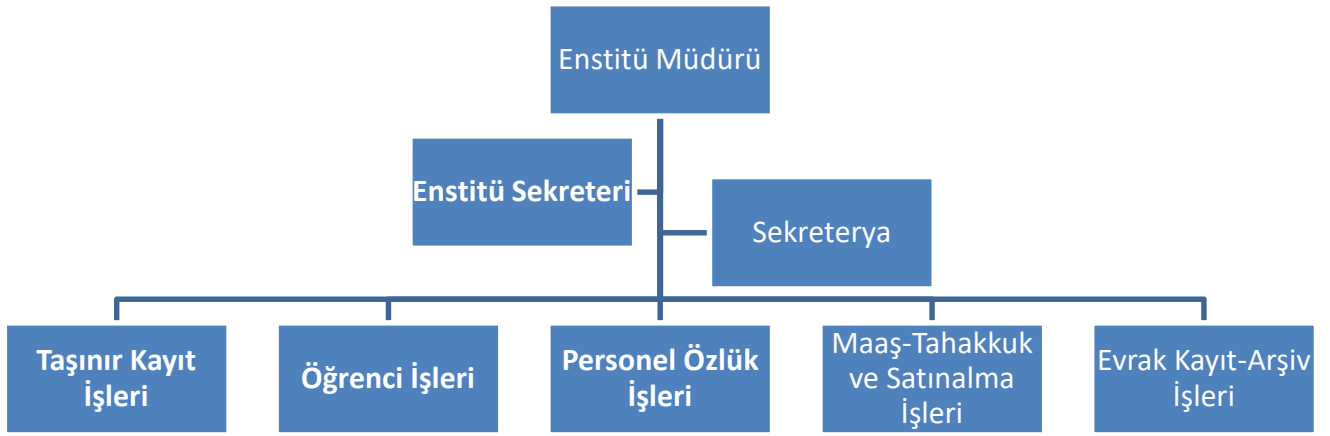 Enstitü Müdürü
Enstitü Sekreteri
Sekreterya
Taşınır Kayıt
İşleri
Öğrenci İşleri
Personel Özlük
İşleri
Maaş-Tahakkuk
ve Satınalma
İşleri
Evrak Kayıt-Arşiv
İşleri